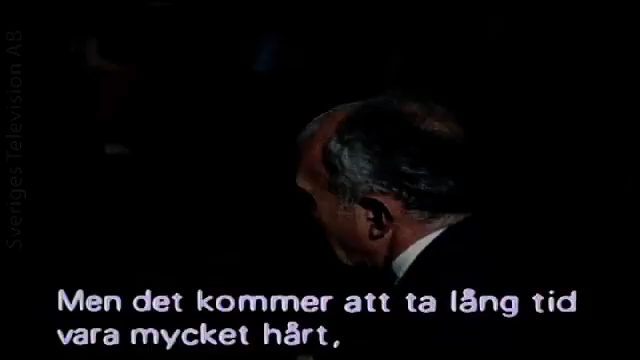 Sveriges Television AB
Men det kommer att ta lång tid
vara mycket hårt,